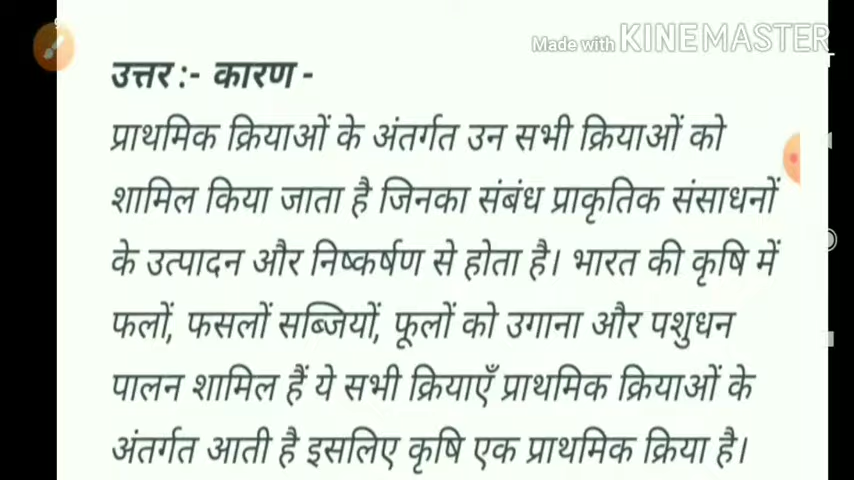 Made with KINEMASTER
उत्तर :- कारण -
प्राथमिक क्रियाओं के अंतर्गत उन सभी क्रियाओं को
शामिल किया जाता है जिनका संबंध प्राकृतिक संसाधनों
के उत्पादन और निष्कर्षण से होता है। भारत की कृषि में
फलों, फसलों सब्जियों, फूलों को उगाना और पशुधन
पालन शामिल हैं ये सभी क्रियाएँ प्राथमिक क्रियाओं के
अंतर्गत आती है इसलिए कृषि एक प्राथमिक क्रिया है।